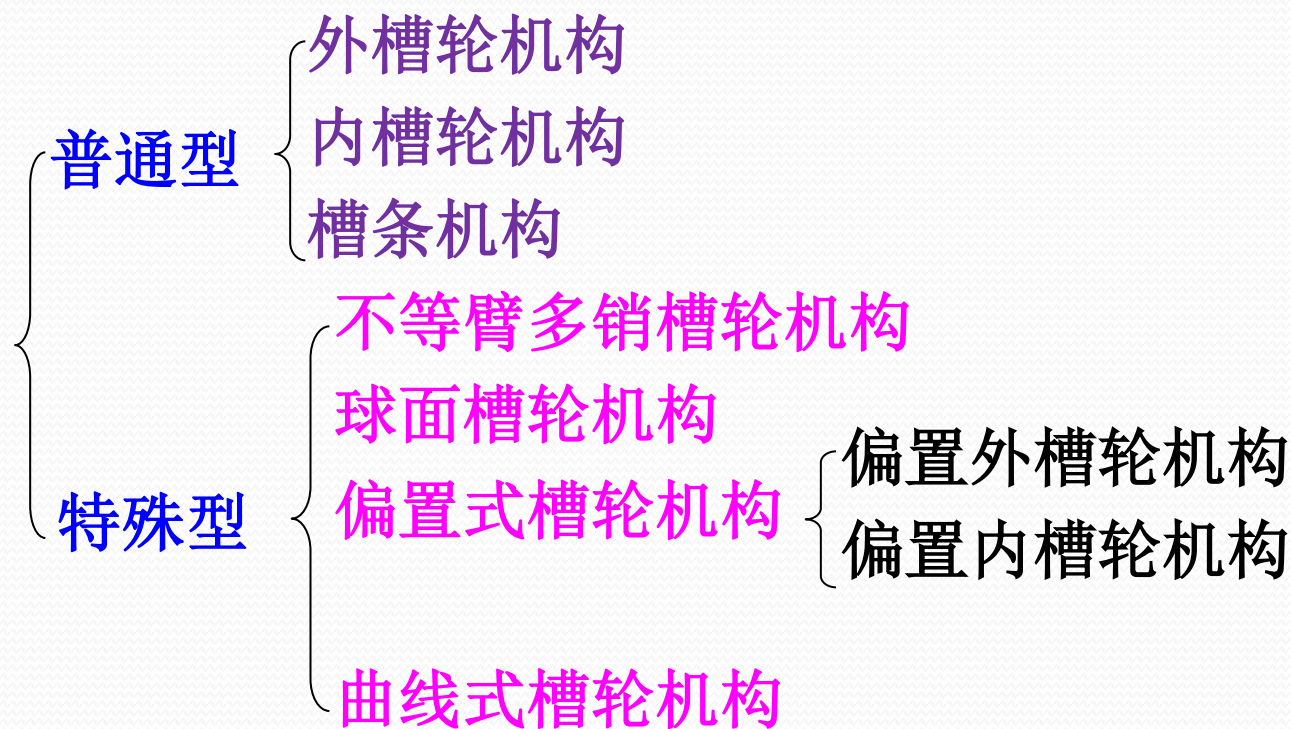 普通型
外槽轮机构
内槽轮机构
槽条机构
特殊型
不等臂多销槽轮机构
球面槽轮机构
偏置式槽轮机构
偏置外槽轮机构
偏置内槽轮机构
曲线式槽轮机构